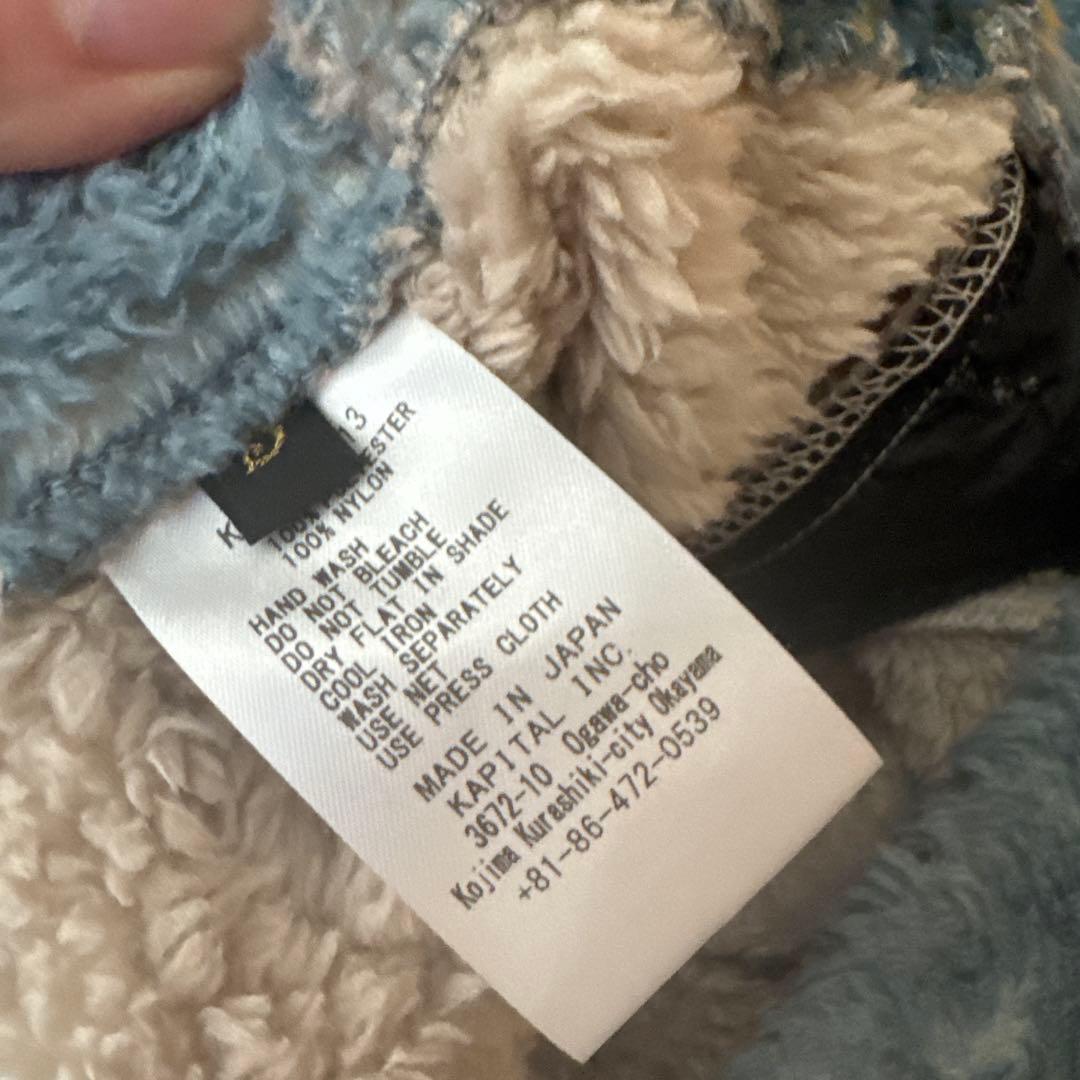 100% NYLON
HAND WASH
DO NOT BLEACH
DO NOT TUMBLE
DRY FLAT IN SHADE
COOL IRON
WASH SEPARATELY
USE NET
USE PRESS CLOTH
MADE IN JAPAN
KAPITAL INC.
3672-10 Ogawa-cho
Kojima Kurashiki-city Okayama
+81-86-472-0539